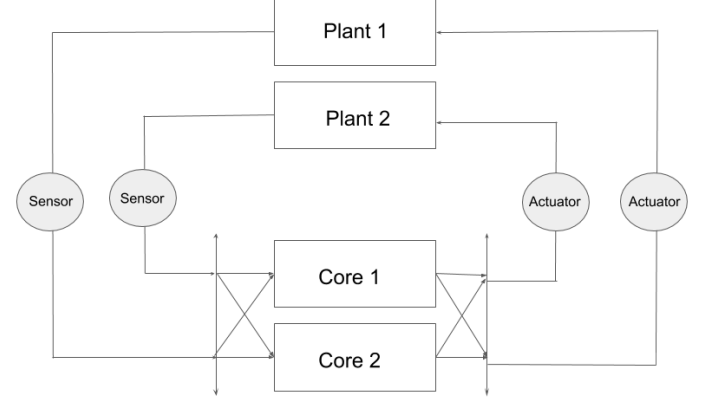 Plant 1
Plant 2
Sensor
Sensor
Actuator
Actuator
Core 1
Core 2